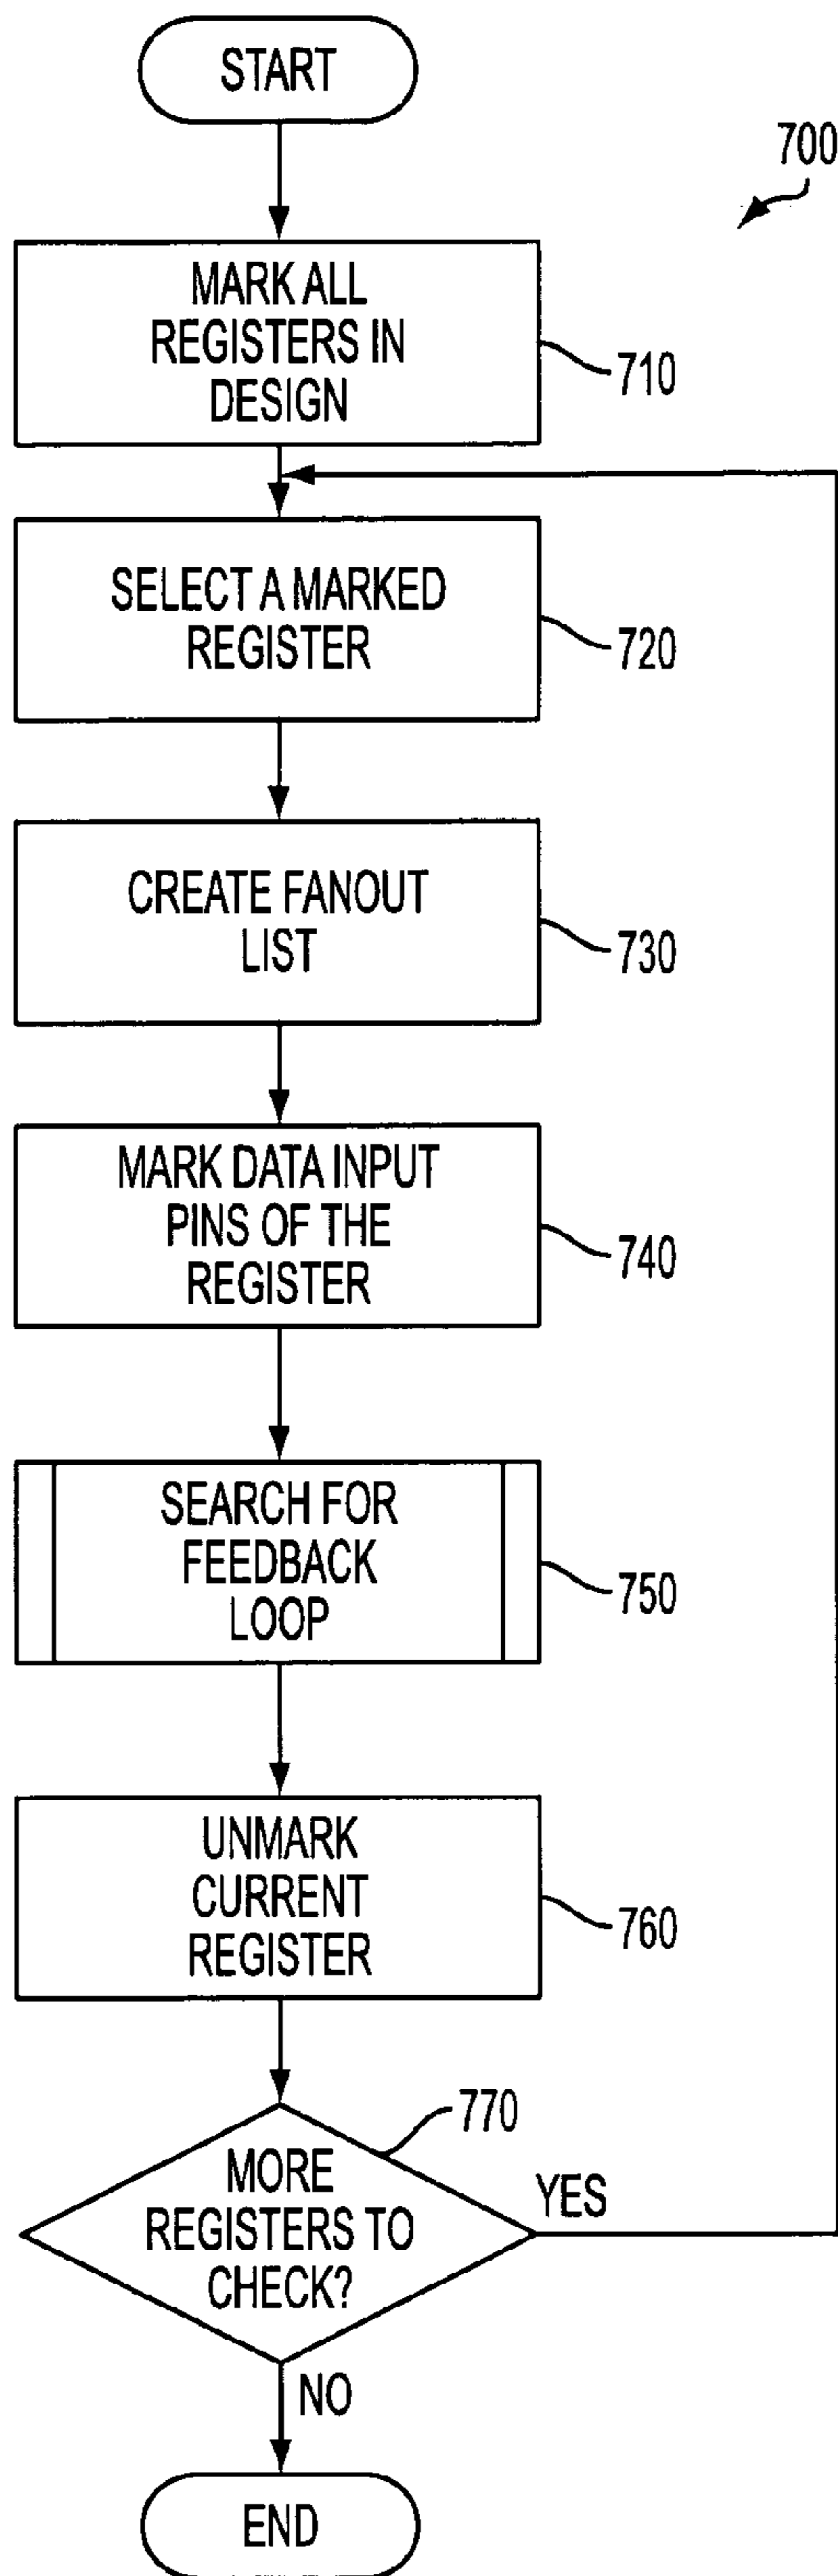 START
700
MARK ALL
REGISTERS IN
DESIGN
710
SELECT A MARKED
REGISTER
720
CREATE FANOUT
LIST
730
MARK DATA INPUT
PINS OF THE
REGISTER
740
SEARCH FOR
FEEDBACK
LOOP
750
UNMARK
CURRENT
REGISTER
760
770
MORE
REGISTERS TO
CHECK?
YES
NO
END